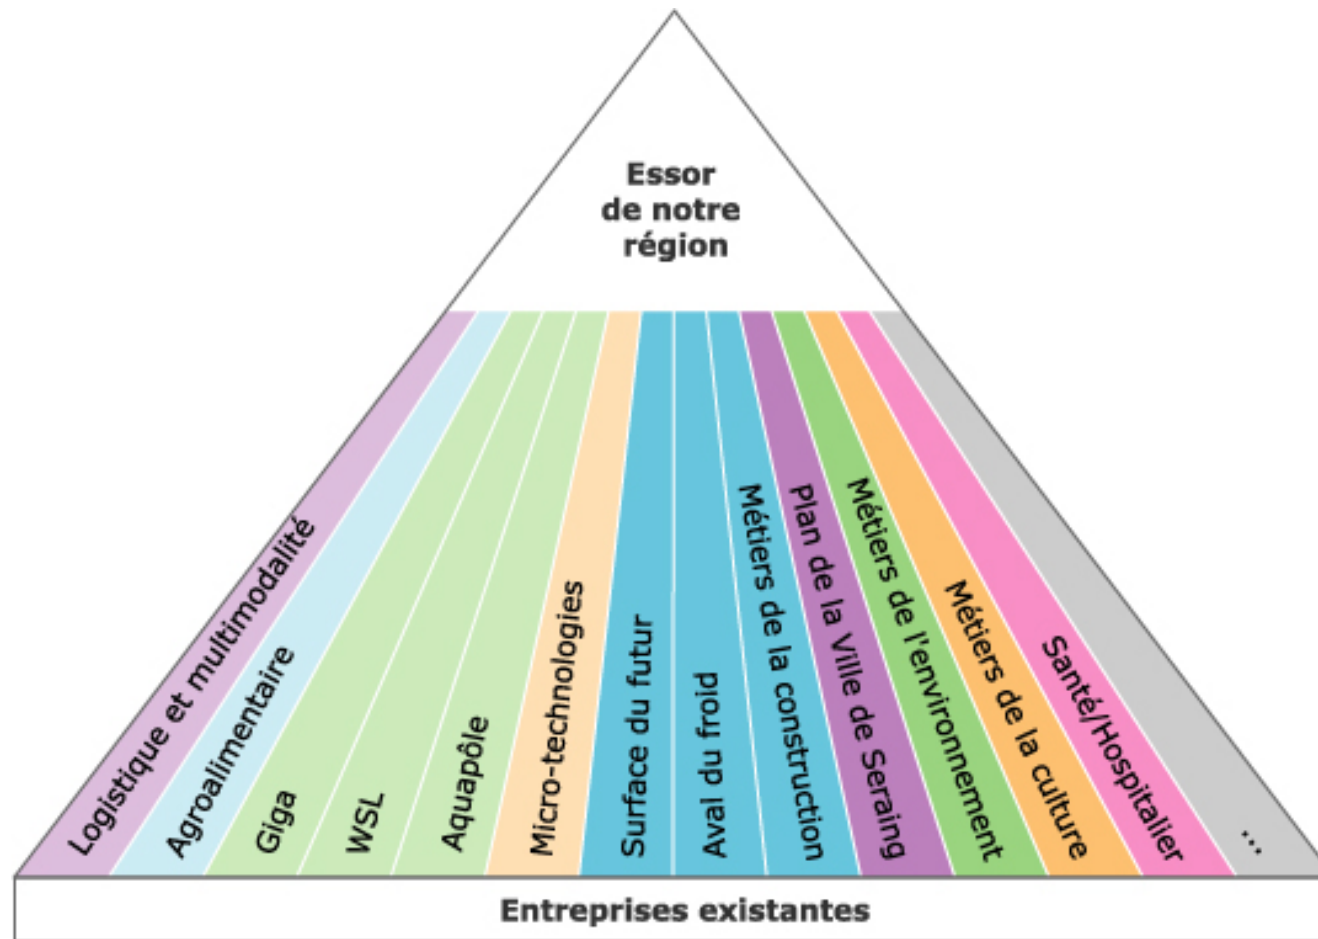 Essor
de notre
région
Logistique et multimodalité
Agroalimentaire
Giga
WSL
Aquapôle
Micro-technologies
Surface du futur
Aval du froid
Métiers de la construction
Plan de la Ville de Seraing
Métiers de l'environnement
Métiers de la culture
Santé/Hospitalier
...
Entreprises existantes